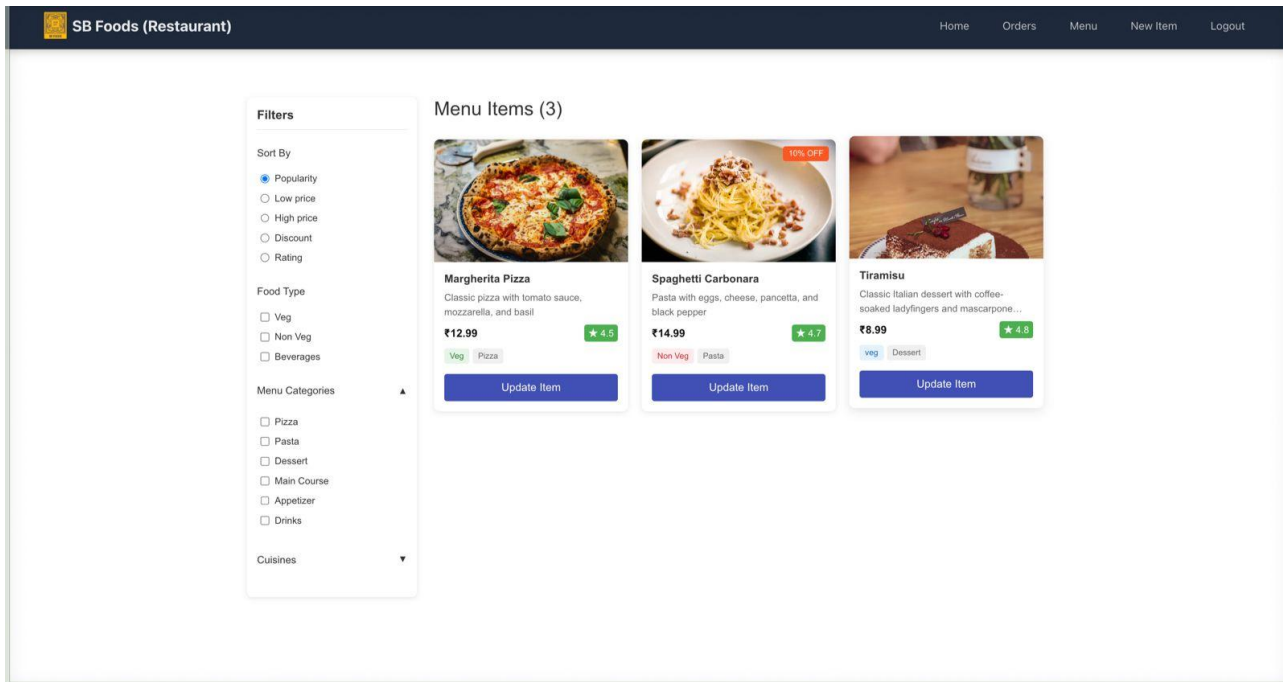 SB Foods (Restaurant)
Home Orders Menu New Item Logout
Filters
Sort By
Popularity
Low price
High price
Discount
Rating
Food Type
Veg
Non Veg
Beverages
Menu Categories ▲
Pizza
Pasta
Dessert
Main Course
Appetizer
Drinks
Cuisines ▼
Menu Items (3)
Margherita Pizza
Classic pizza with tomato sauce,
mozzarella, and basil
₹12.99 ★ 4.5
Veg Pizza
Update Item
10% OFF
Spaghetti Carbonara
Pasta with eggs, cheese, pancetta, and
black pepper
₹14.99 ★ 4.7
Non Veg Pasta
Update Item
Tiramisu
Classic Italian dessert with coffee-
soaked ladyfingers and mascarpone...
₹8.99 ★ 4.8
veg Dessert
Update Item